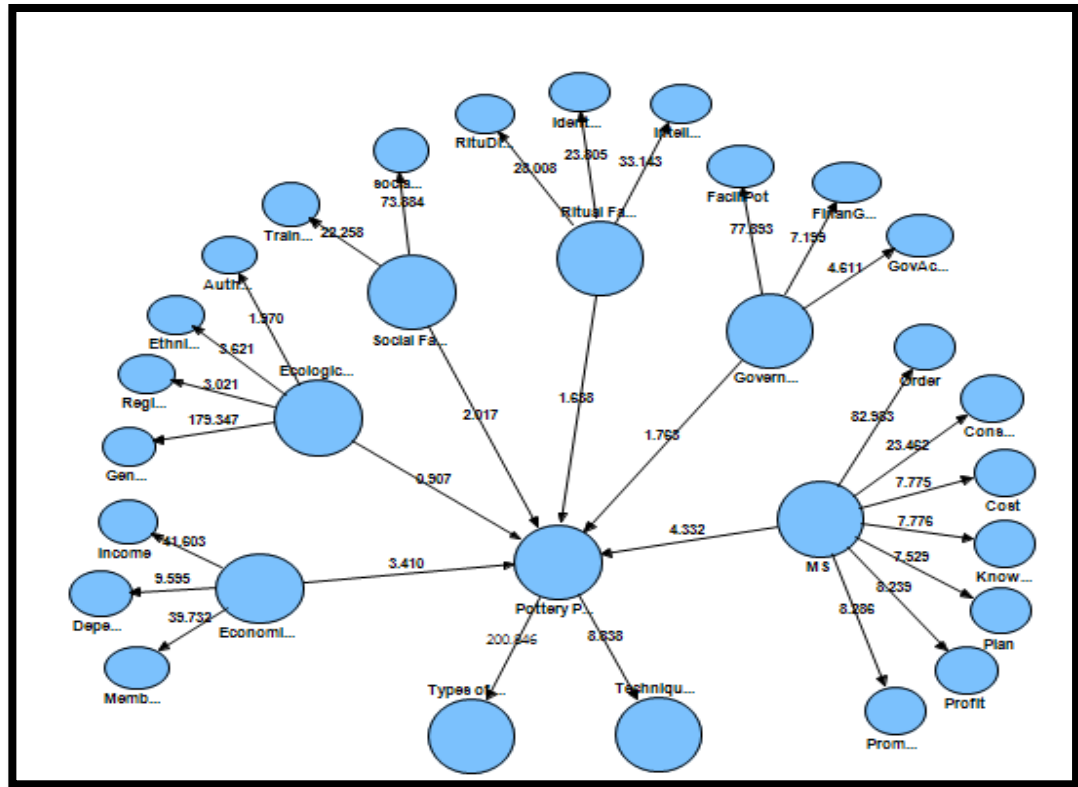 Ident...
Intell...
RituDi...
28.008
23.805
33.143
socia...
73.884
FacilPot
77.893
FinanG...
7.199
Ritual Fa...
Train...
22.258
GovAc...
4.611
Auth...
1.970
Social Fa...
Ethni...
3.621
Ecologic...
Govern...
Regi...
3.021
Order
82.983
179.347
2.017
1.638
1.763
Cons...
23.462
Gen...
0.907
7.775
Cost
Income
41.603
4.332
7.776
MS
Know...
9.595
3.410
7.529
Depe...
39.732
Pottery P...
8.239
8.286
Plan
Economi...
200.846
8.838
Memb...
Types of...
Techniqu...
Profit
Prom...